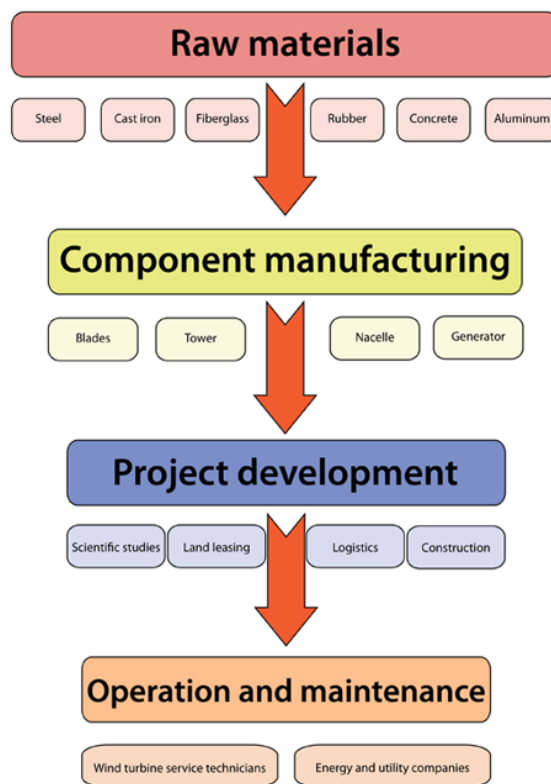 Raw materials
Steel
Cast iron
Fiberglass
Rubber
Concrete
Aluminum
Component manufacturing
Blades
Tower
Nacelle
Generator
Project development
Scientific studies
Land leasing
Logistics
Construction
Operation and maintenance
Wind turbine service technicians
Energy and utility companies